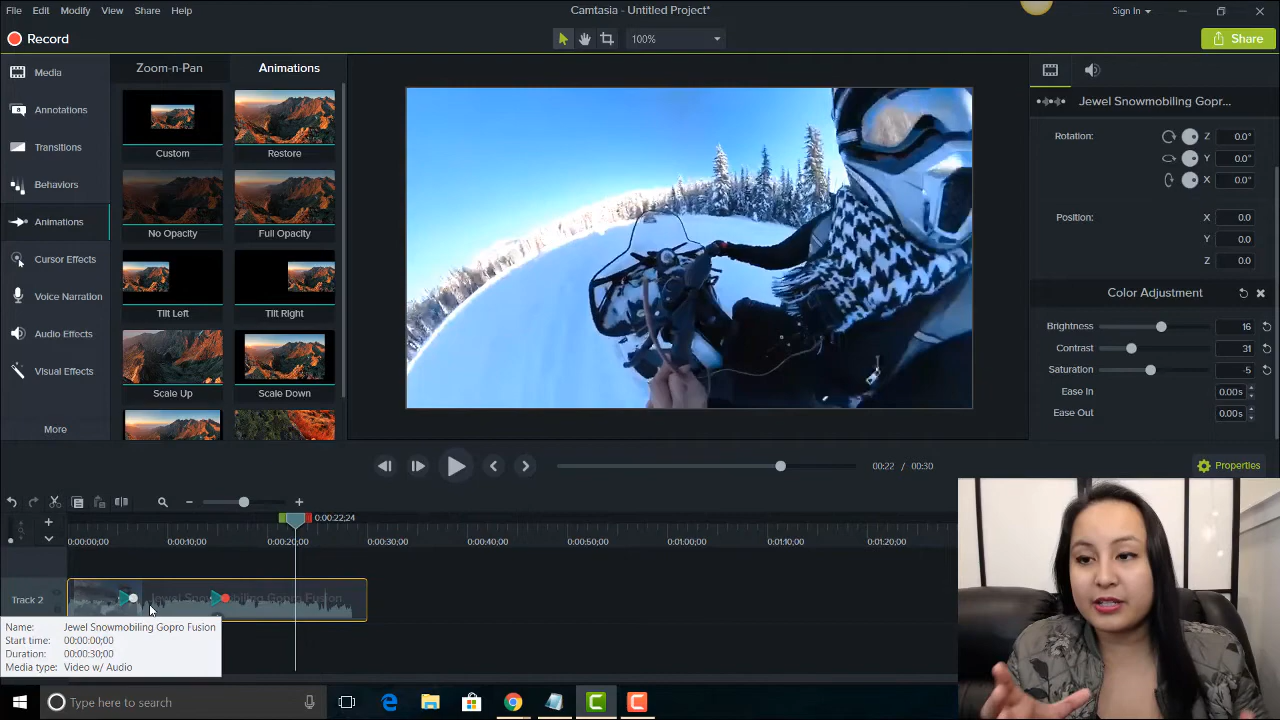 File Edit Modify View Share Help
Camtasia - Untitled Project*
Sign In
Record
100%
Share
Media
Annotations
Transitions
Behaviors
Animations
Cursor Effects
Voice Narration
Audio Effects
Visual Effects
More
Zoom-n-Pan
Animations
Custom
Restore
No Opacity
Full Opacity
Tilt Left
Tilt Right
Scale Up
Scale Down
Jewel Snowmobiling Gopr...
Rotation: Z 0.0°
Y 0.0°
X 0.0°
Position: X 0.0
Y 0.0
Z 0.0
Color Adjustment
Brightness 16
Contrast 31
Saturation -5
Ease In 0.00s
Ease Out 0.00s
00:22 / 00:30
Properties
0:00:22;24
0:00:00;00 0:00:10;00 0:00:20;00 0:00:30;00 0:00:40;00 0:00:50;00 0:01:00;00 0:01:10;00 0:01:20;00
Track 2
Jewel Snowmobiling Gopro Fusion
Name: Jewel Snowmobiling Gopro Fusion
Start time: 00:00:00;00
Duration: 00:00:30;00
Media type: Video w/ Audio
Type here to search